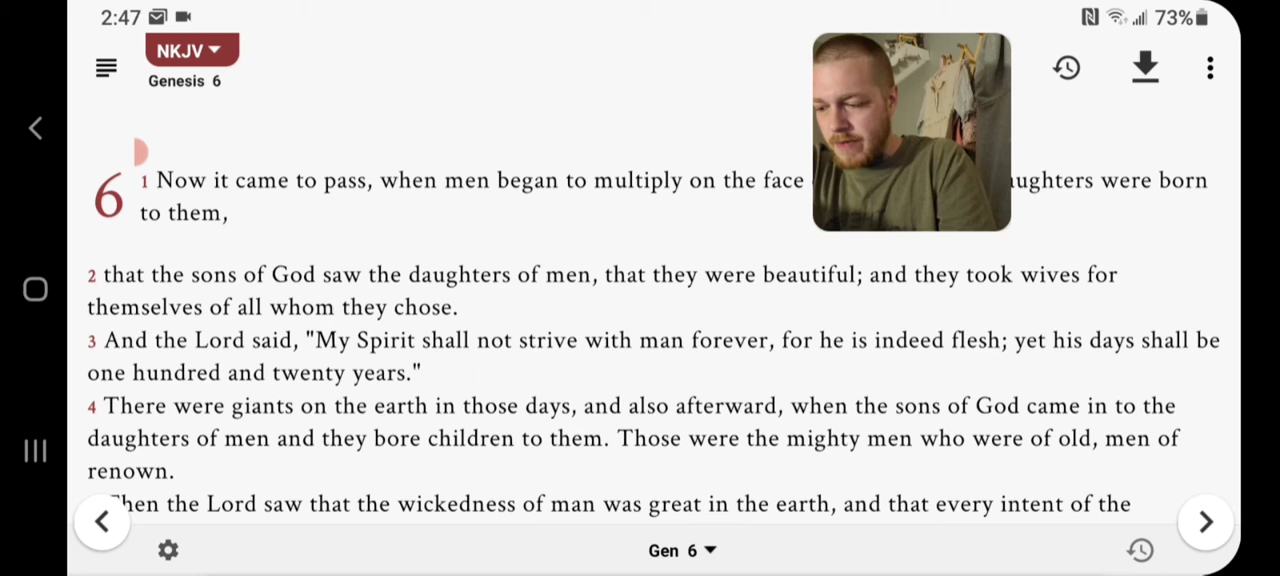 2:47
73%
NKJV
Genesis 6
6
1 Now it came to pass, when men began to multiply on the face were born
to them,
2 that the sons of God saw the daughters of men, that they were beautiful; and they took wives for
themselves of all whom they chose.
3 And the Lord said, "My Spirit shall not strive with man forever, for he is indeed flesh; yet his days shall be
one hundred and twenty years."
4 There were giants on the earth in those days, and also afterward, when the sons of God came in to the
daughters of men and they bore children to them. Those were the mighty men who were of old, men of
renown.
the Lord saw that the wickedness of man was great in the earth, and that every intent of the
Gen 6